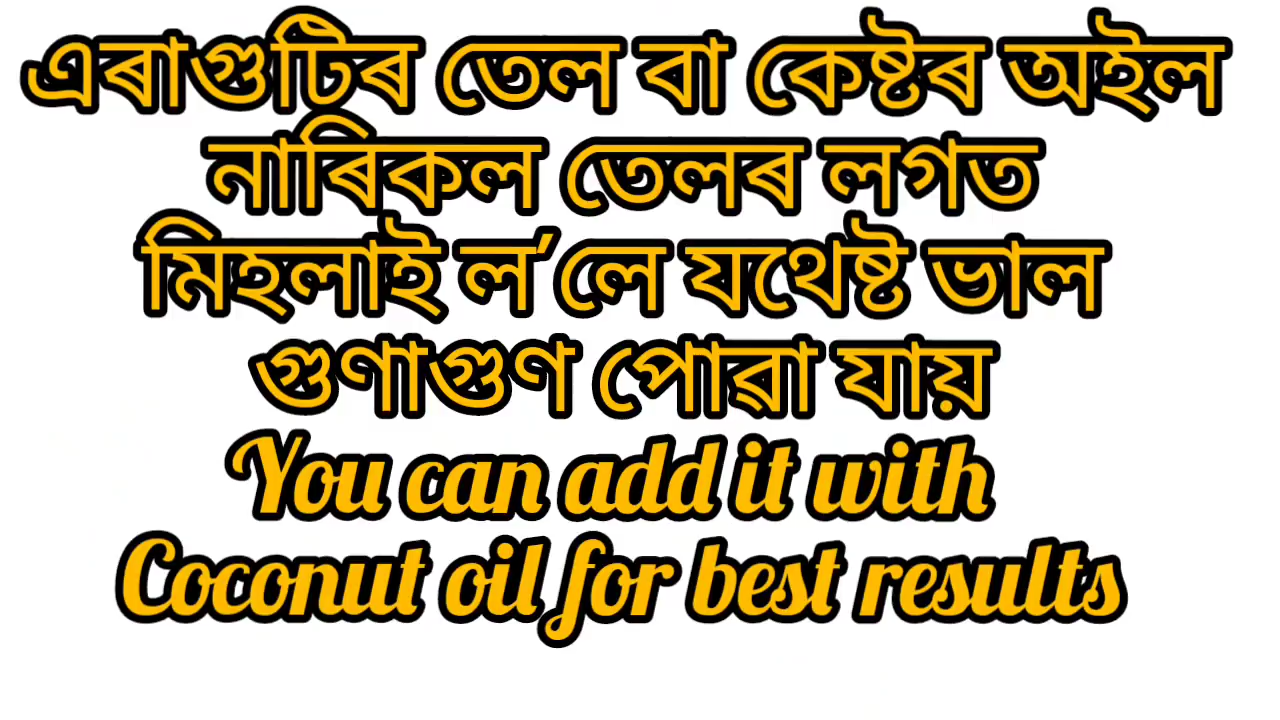 এৰাগুটিৰ তেল বা কেষ্টৰ অইল
নাৰিকল তেলৰ লগত
মিহলাই ল’লে যথেষ্ট ভাল
গুণাগুণ পোৱা যায়
You can add it with
Coconut oil for best results